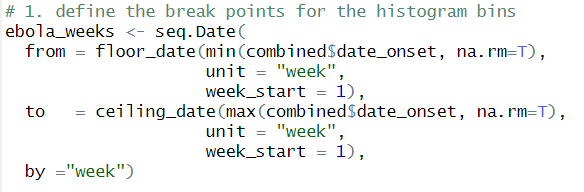 # 1. define the break points for the histogram bins
ebola_weeks <- seq.Date(
  from = floor_date(min(combined$date_onset, na.rm=T),
                    unit = "week",
                    week_start = 1),
  to   = ceiling_date(max(combined$date_onset, na.rm=T),
                    unit = "week",
                    week_start = 1),
  by ="week")